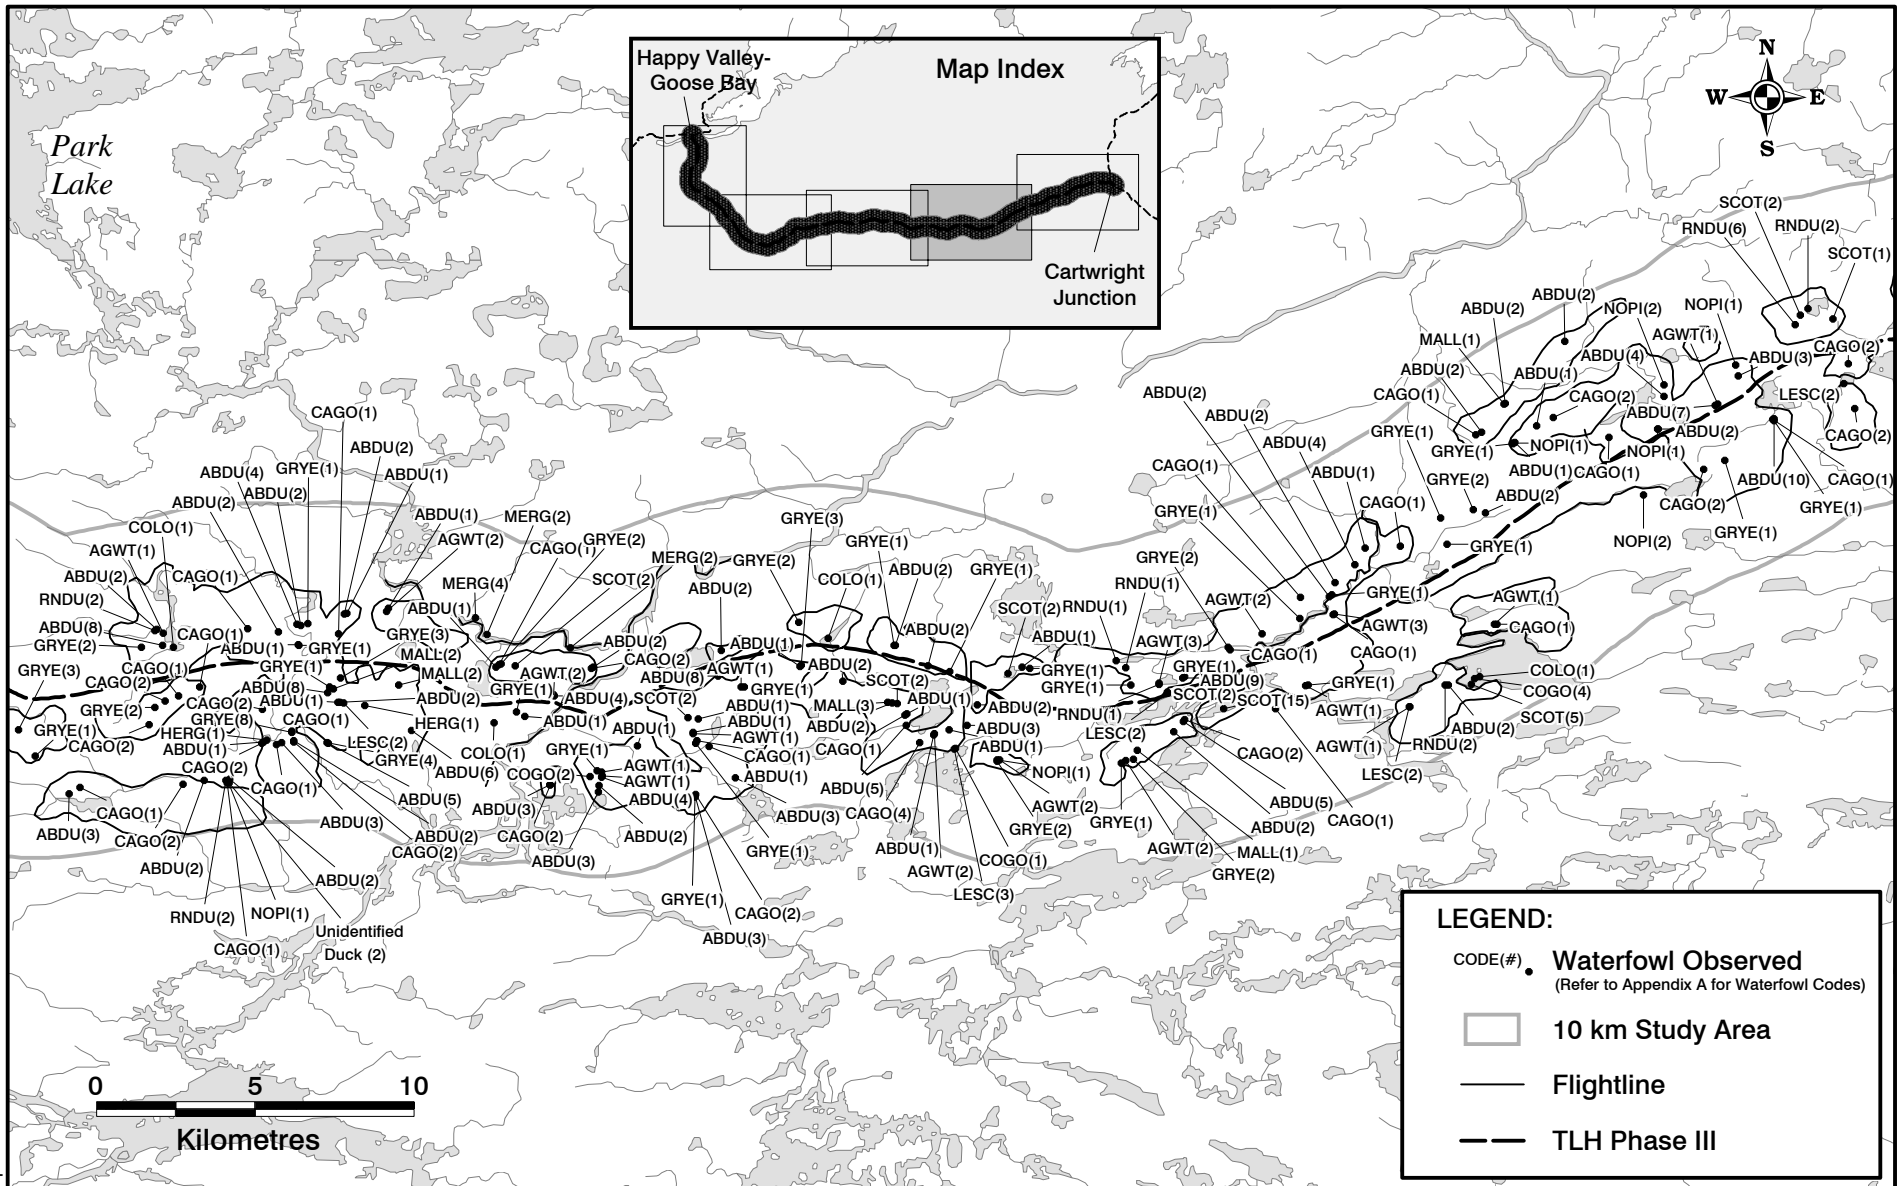 Happy Valley-
Goose Bay
Map Index
Cartwright
Junction
N
W E
S
Park
Lake
SCOT(2)
RNDU(6)
RNDU(2)
SCOT(1)
ABDU(2)
ABDU(2)
NOPI(2)
NOPI(1)
MALL(1)
AGWT(1)
ABDU(4)
ABDU(3)
CAGO(2)
ABDU(2)
ABDU(1)
CAGO(1)
CAGO(2)
LESC(2)
ABDU(7)
ABDU(2)
CAGO(2)
GRYE(1)
GRYE(1)
NOPI(1)
NOPI(1)
ABDU(1)
CAGO(1)
GRYE(2)
ABDU(2)
ABDU(10)
CAGO(1)
CAGO(2)
GRYE(1)
GRYE(1)
NOPI(2)
GRYE(1)
ABDU(2)
ABDU(2)
ABDU(4)
CAGO(1)
ABDU(1)
GRYE(1)
CAGO(1)
GRYE(2)
RNDU(1)
AGWT(2)
GRYE(1)
AGWT(3)
CAGO(1)
CAGO(1)
AGWT(1)
CAGO(1)
COLO(1)
COGO(4)
SCOT(5)
ABDU(2)
RNDU(2)
LESC(2)
AGWT(1)
AGWT(1)
GRYE(1)
CAGO(1)
ABDU(2)
ABDU(4)
GRYE(1)
ABDU(2)
ABDU(1)
ABDU(2)
COLO(1)
AGWT(1)
ABDU(2)
CAGO(1)
RNDU(2)
ABDU(8)
GRYE(2)
GRYE(3)
CAGO(1)
ABDU(1)
GRYE(1)
CAGO(1)
CAGO(2)
GRYE(1)
GRYE(2)
CAGO(2)
ABDU(8)
ABDU(1)
GRYE(8)
CAGO(1)
HERG(1)
ABDU(1)
GRYE(1)
CAGO(2)
CAGO(2)
CAGO(1)
CAGO(1)
ABDU(3)
CAGO(2)
ABDU(2)
RNDU(2)
CAGO(1)
NOPI(1)
ABDU(2)
Unidentified
Duck (2)
ABDU(3)
ABDU(2)
CAGO(2)
ABDU(5)
LESC(2)
GRYE(4)
ABDU(6)
HERG(1)
ABDU(2)
MALL(2)
MALL(2)
GRYE(3)
ABDU(1)
AGWT(2)
MERG(2)
CAGO(1)
GRYE(2)
MERG(4)
SCOT(2)
ABDU(1)
MERG(2)
ABDU(2)
ABDU(2)
CAGO(2)
AGWT(2)
GRYE(1)
ABDU(4)
ABDU(8)
SCOT(2)
ABDU(1)
COLO(1)
ABDU(1)
GRYE(1)
COGO(2)
AGWT(1)
AGWT(1)
ABDU(4)
ABDU(3)
CAGO(2)
ABDU(3)
ABDU(2)
GRYE(1)
ABDU(3)
CAGO(2)
GRYE(1)
ABDU(3)
ABDU(1)
CAGO(1)
AGWT(1)
ABDU(1)
ABDU(1)
GRYE(1)
AGWT(1)
ABDU(1)
GRYE(3)
GRYE(2)
GRYE(1)
COLO(1)
ABDU(2)
GRYE(1)
ABDU(2)
ABDU(2)
SCOT(2)
MALL(3)
ABDU(1)
ABDU(2)
CAGO(1)
ABDU(2)
ABDU(3)
ABDU(1)
NOPI(1)
ABDU(5)
CAGO(4)
ABDU(1)
AGWT(2)
LESC(3)
COGO(1)
GRYE(2)
AGWT(2)
SCOT(2)
RNDU(1)
ABDU(1)
GRYE(1)
GRYE(1)
AGWT(3)
GRYE(1)
ABDU(9)
SCOT(2)
SCOT(15)
RNDU(1)
LESC(2)
CAGO(2)
GRYE(1)
AGWT(2)
GRYE(2)
MALL(1)
ABDU(2)
ABDU(5)
CAGO(1)
0 5 10
Kilometres
LEGEND:
CODE(#) Waterfowl Observed
(Refer to Appendix A for Waterfowl Codes)
10 km Study Area
Flightline
TLH Phase III